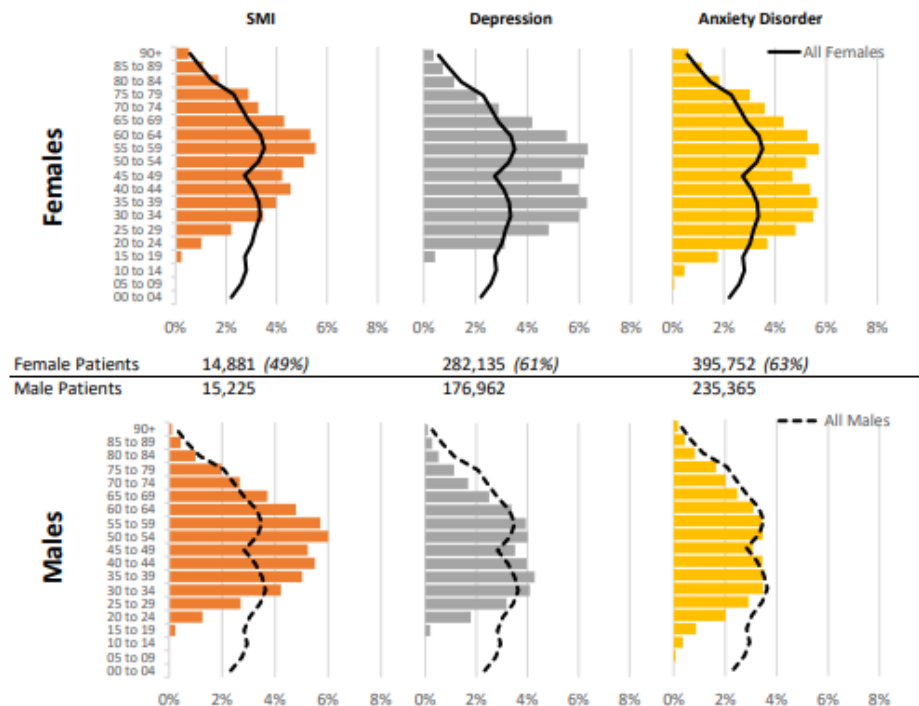 SMI Depression Anxiety Disorder
Females
90+
85 to 89
80 to 84
75 to 79
70 to 74
65 to 69
60 to 64
55 to 59
50 to 54
45 to 49
40 to 44
35 to 39
30 to 34
25 to 29
20 to 24
15 to 19
10 to 14
05 to 09
00 to 04
All Females
0% 2% 4% 6% 8% 0% 2% 4% 6% 8% 0% 2% 4% 6% 8%
Female Patients 14,881 (49%) 282,135 (61%) 395,752 (63%)
Male Patients 15,225 176,962 235,365
Males
90+
85 to 89
80 to 84
75 to 79
70 to 74
65 to 69
60 to 64
55 to 59
50 to 54
45 to 49
40 to 44
35 to 39
30 to 34
25 to 29
20 to 24
15 to 19
10 to 14
05 to 09
00 to 04
All Males
0% 2% 4% 6% 8% 0% 2% 4% 6% 8% 0% 2% 4% 6% 8%